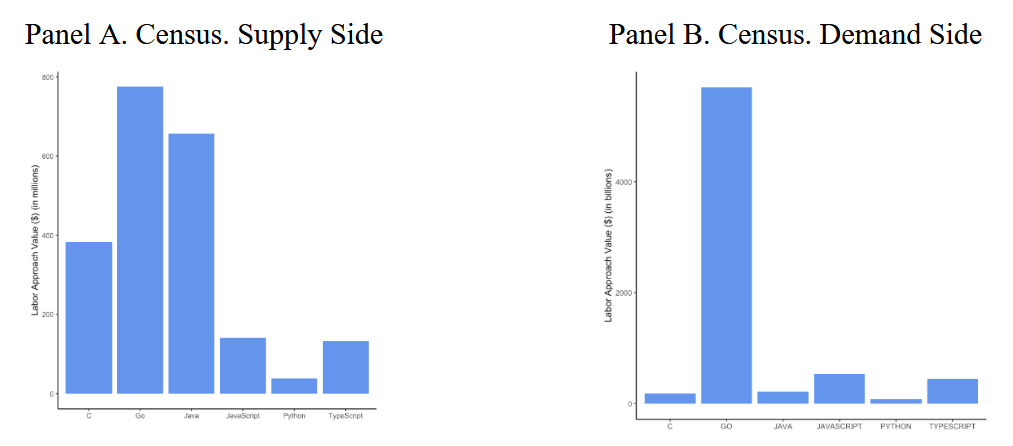 Panel A. Census. Supply Side
Labor Approach Value ($) (in millions)
800
600
400
200
0
C Go Java JavaScript Python TypeScript
Panel B. Census. Demand Side
Labor Approach Value ($) (in billions)
4000
2000
0
C GO JAVA JAVASCRIPT PYTHON TYPESCRIPT